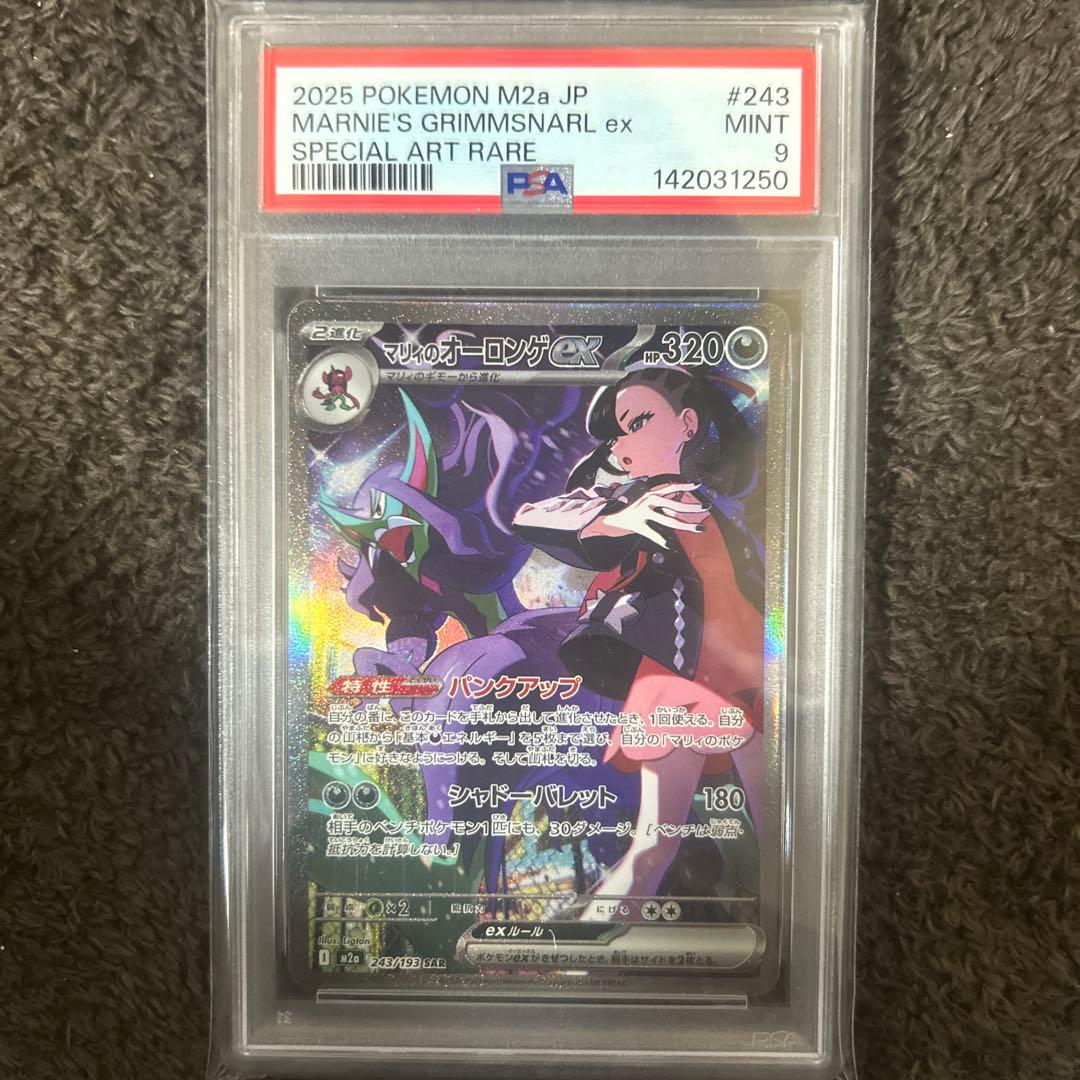 2025 POKEMON M2a JP #243
MARNIE'S GRIMMSNARL ex MINT
SPECIAL ART RARE 9
PSA 142031250
2進化
マリィのオーロンゲex HP320
マリィのギモーから進化
特性 パンクアップ
自分の番に、このカードを手札から出して進化させたとき、1回使える。自分
の山札から「基本エネルギー」を5枚まで選び、自分の「マリィのポケ
モン」に好きなようにつける。そして山札を切る。
シャドーバレット 180
相手のベンチポケモン1匹にも、30ダメージ。[ベンチは弱点・
抵抗力を計算しない。]
弱点 ×2 抵抗力 にげる
exルール
ポケモンexがきぜつしたとき、相手はサイドを2枚とる。
Illus. Ligton
I M2a 243/193 SAR
PSA